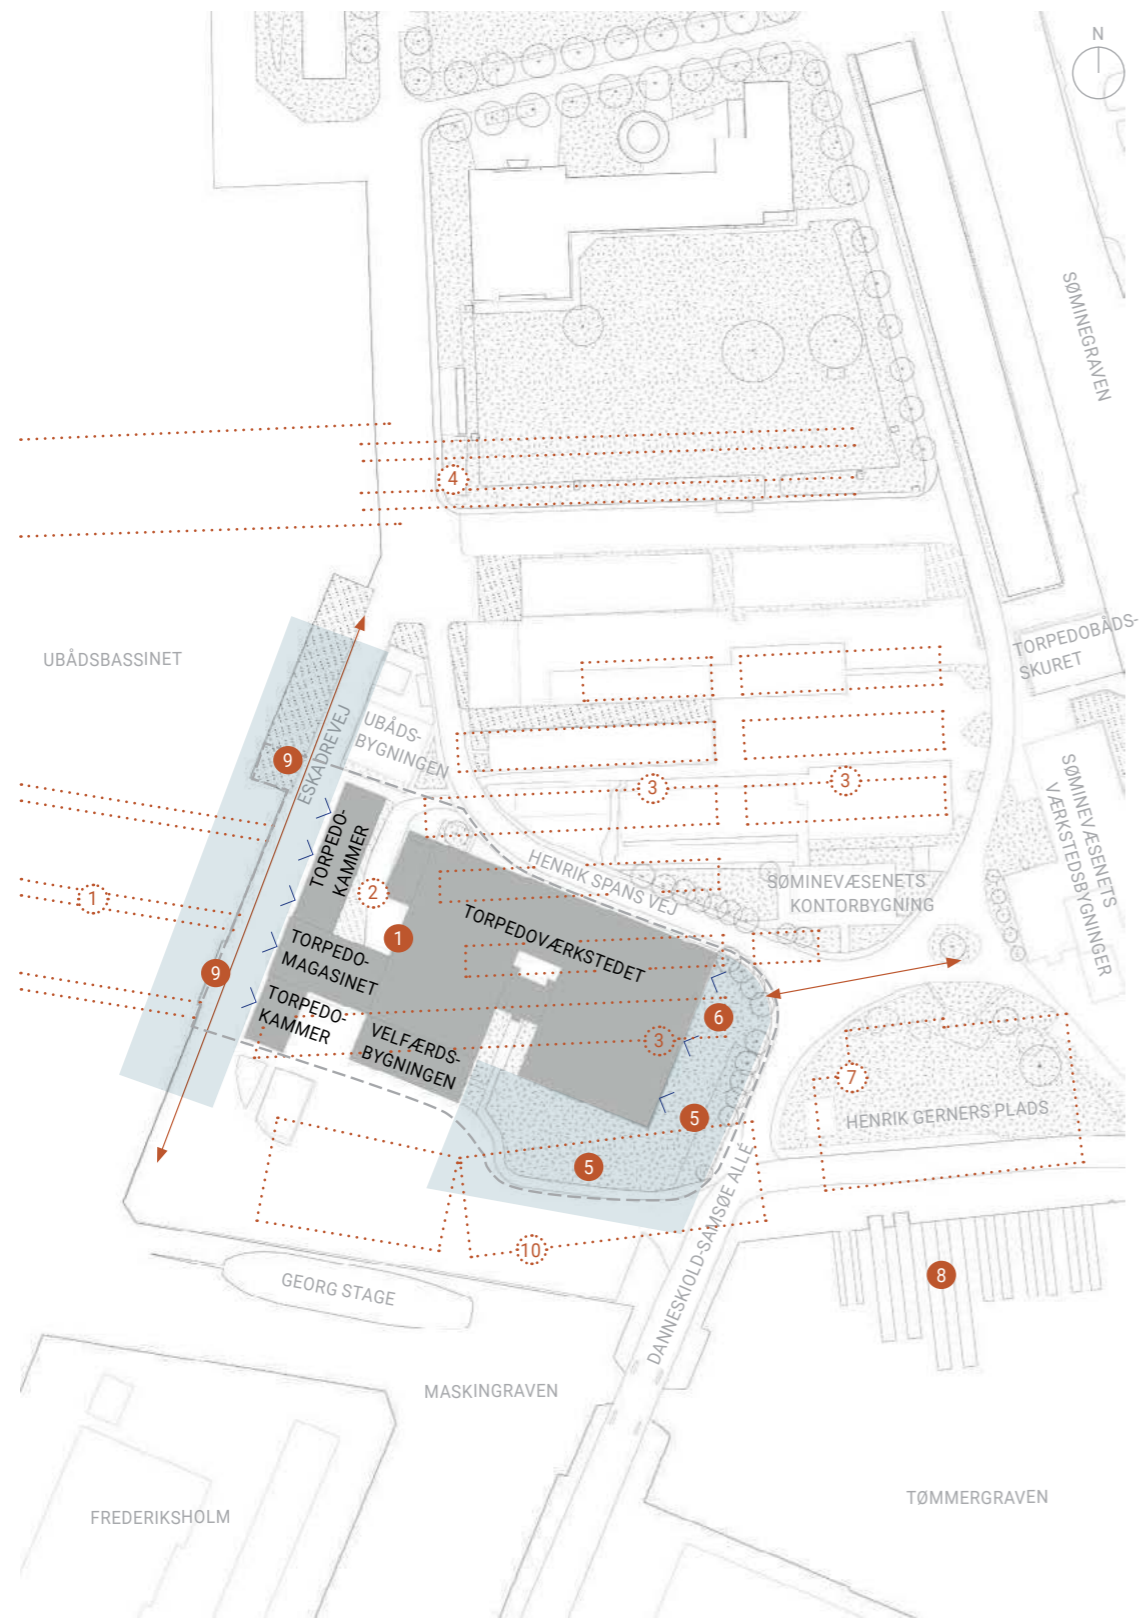 N
SØMINEGRAVEN
4
TORPEDOBÅDS-
SKURET
UBÅDSBASSINET
UBÅDS-
BYGNINGEN
ESKADREVEJ
9
3
3
SØMINEVÆSENETS
VÆRKSTEDSBYGNINGER
TORPEDO-
KAMMER
HENRIK SPANS VEJ
SØMINEVÆSENETS
KONTORBYGNING
1
2
1
TORPEDOVÆRKSTEDET
TORPEDO-
MAGASINET
9
TORPEDO-
KAMMER
VELFÆRDS-
BYGNINGEN
6
3
7
5
HENRIK GERNERS PLADS
5
DANNESKIOLD-SAMSØE ALLÉ
10
8
GEORG STAGE
MASKINGRAVEN
TØMMERGRAVEN
FREDERIKSHOLM